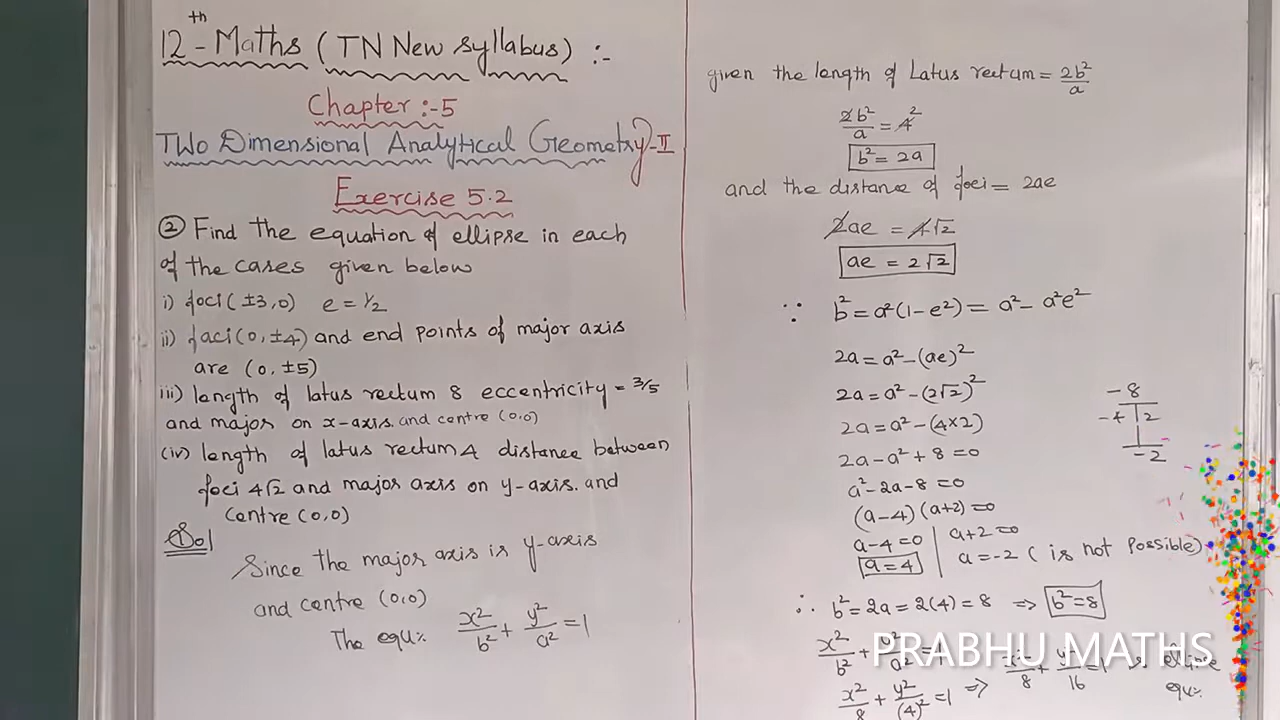 12th - Maths (TN New Syllabus) :-
Chapter :- 5
Two Dimensional Analytical Geometry - II
Exercise 5.2
② Find the equation of ellipse in each
of the cases given below
i) foci (±3,0) e = 1/2
ii) foci (0, ±4) and end points of major axis
are (0, ±5)
iii) length of latus rectum 8 eccentricity = 3/5
and major on x-axis and centre (0,0)
(iv) length of latus rectum 4 distance between
foci 4√2 and major axis on y-axis. and
centre (0,0)
Sol
Since the major axis is y-axis
and centre (0,0)
The equ:. x²/b² + y²/a² = 1
given the length of Latus rectum = 2b²/a
2b²/a = 4 2
b² = 2a
and the distance of foci = 2ae
2ae = 4√2
ae = 2√2
∵ b² = a²(1-e²) = a² - a²e²
2a = a² - (ae)²
2a = a² - (2√2)²
2a = a² - (4×2)
2a - a² + 8 = 0
a² - 2a - 8 = 0
(a-4) (a+2) = 0
a-4 = 0 | a+2 = 0
a = 4 | a = -2 (is not possible)
-8
-4 | 2
-2
∴ b² = 2a = 2(4) = 8 ⇒ b² = 8
x²/b² + y²/a² = 1
x²/8 + y²/(4)² = 1 ⇒ x²/8 + y²/16 = 1 is ellipse
equ:.
PRABHU MATHS